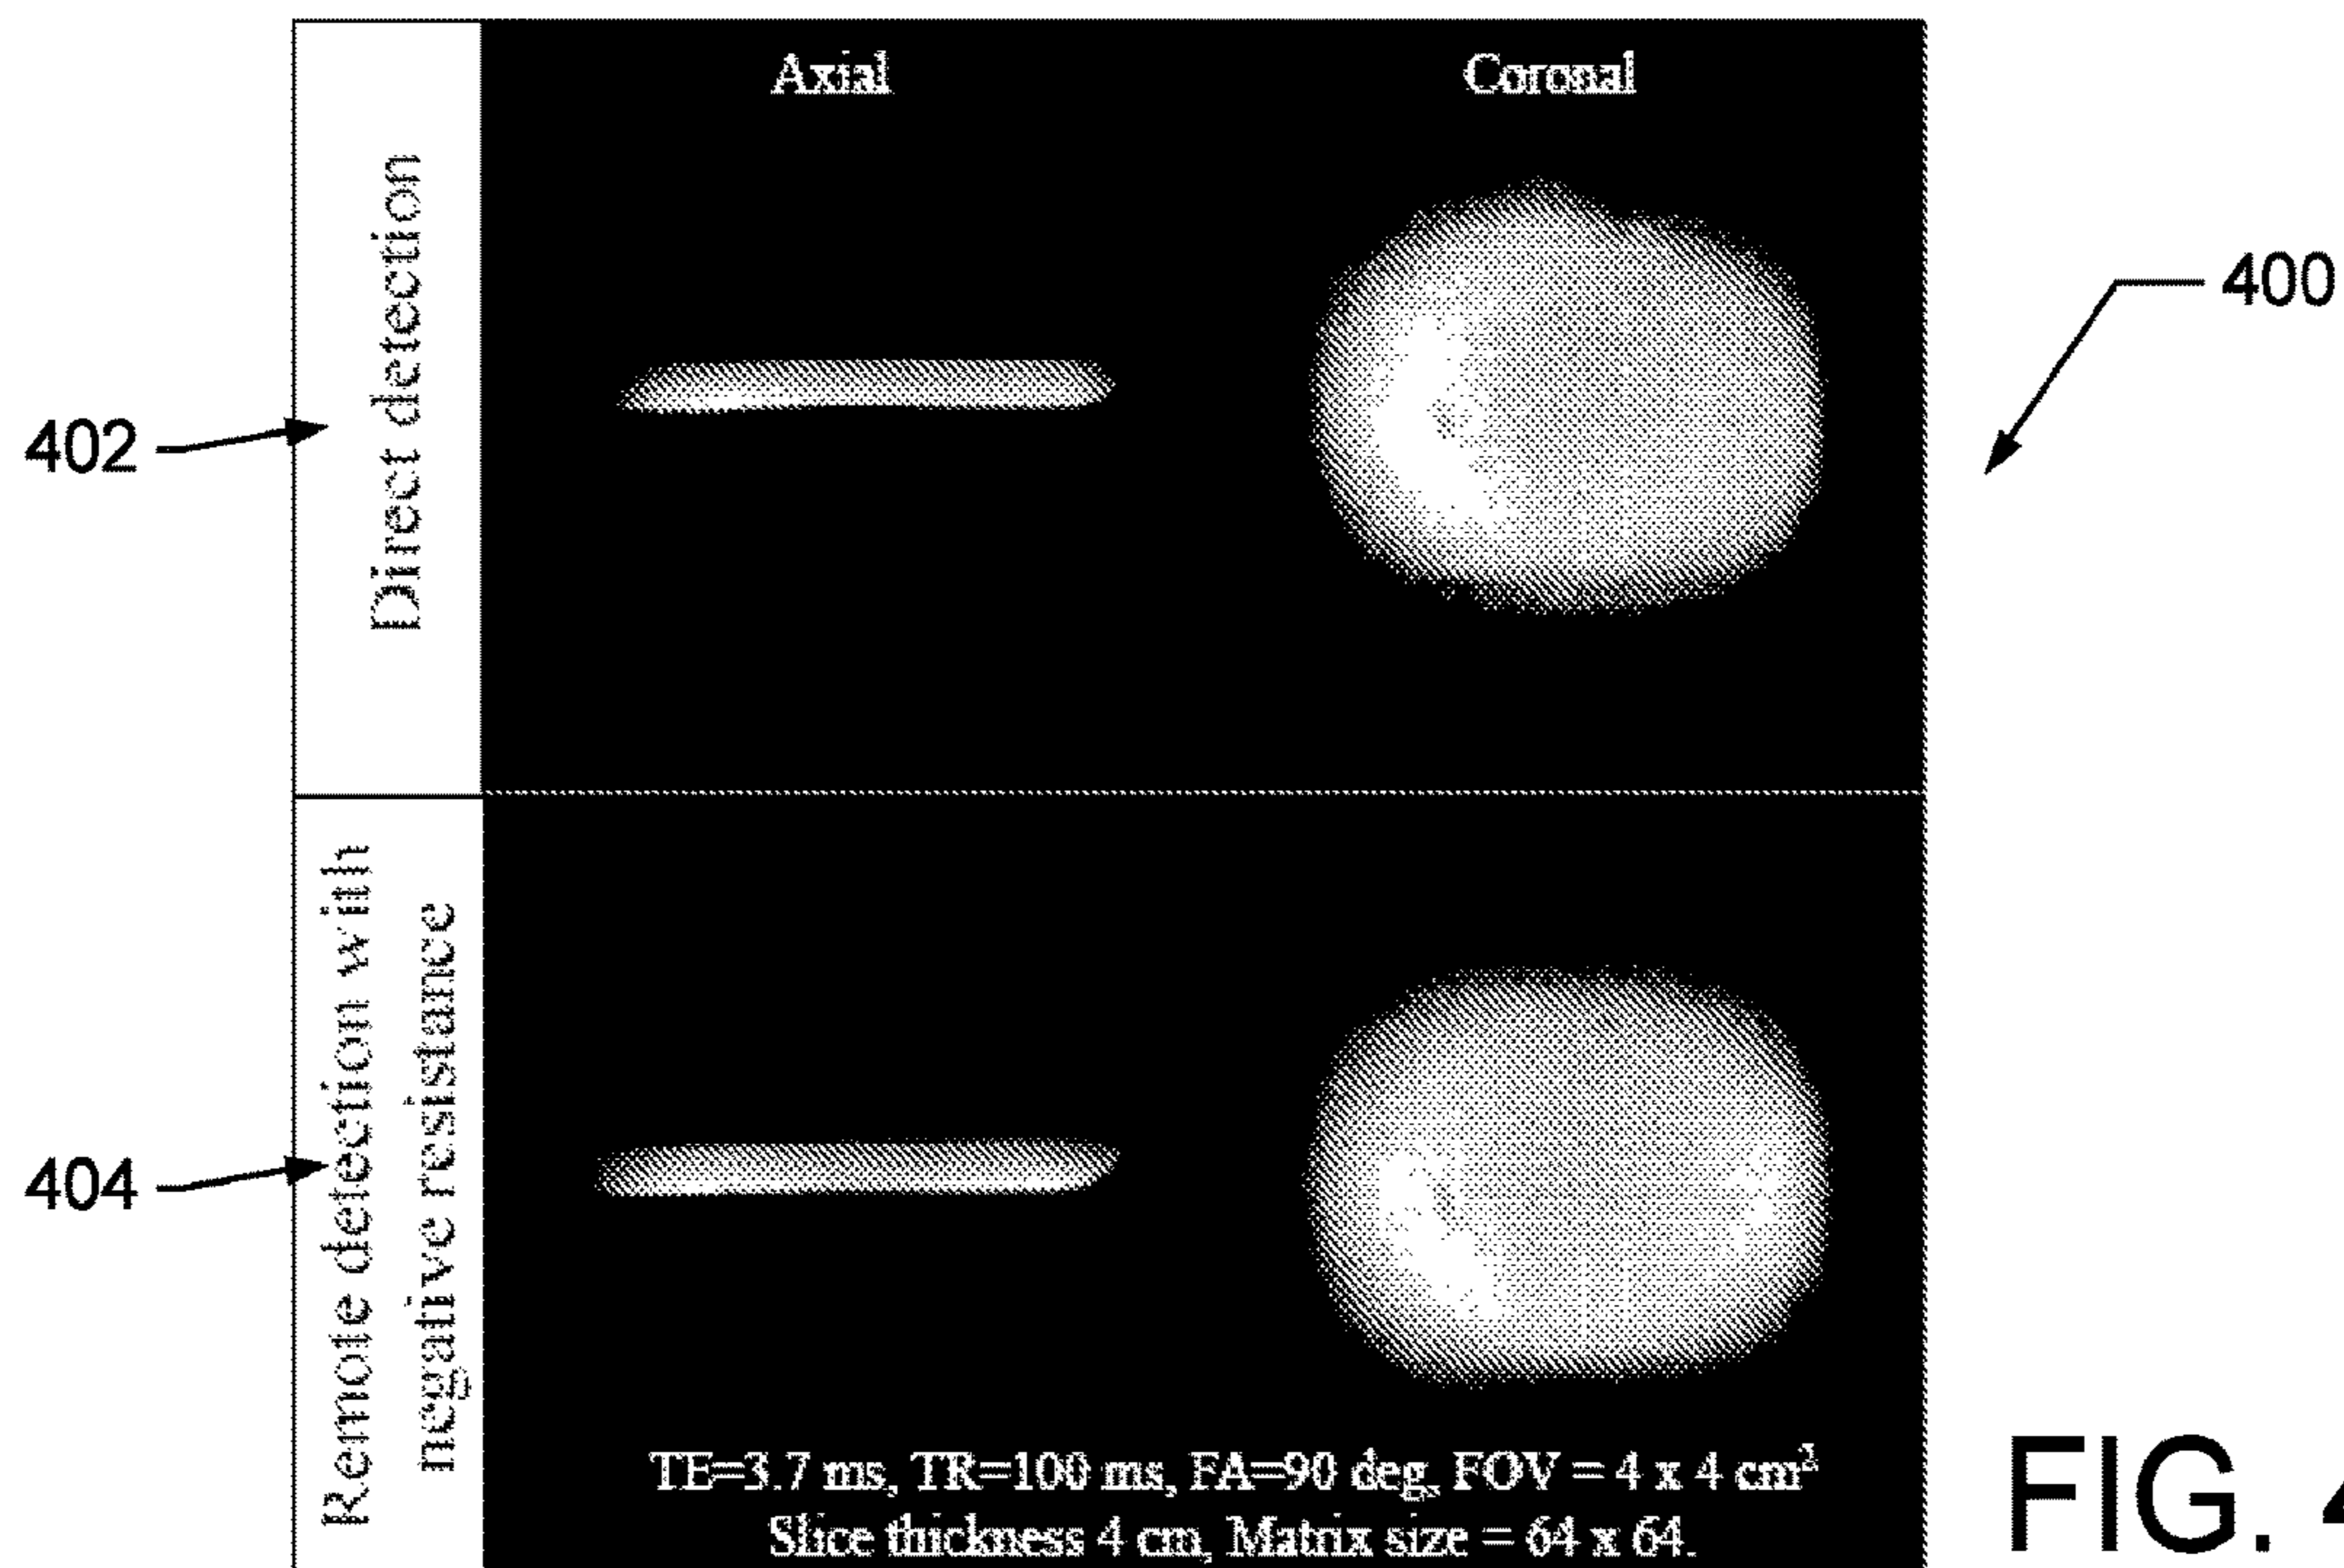 Axial
Coronal
Direct detection
400
402
Remote detection with
negative resistance
404
TE=3.7 ms, TR=100 ms, FA=90 deg, FOV = 4 x 4 cm²
Slice thickness 4 cm, Matrix size = 64 x 64.
FIG. 4